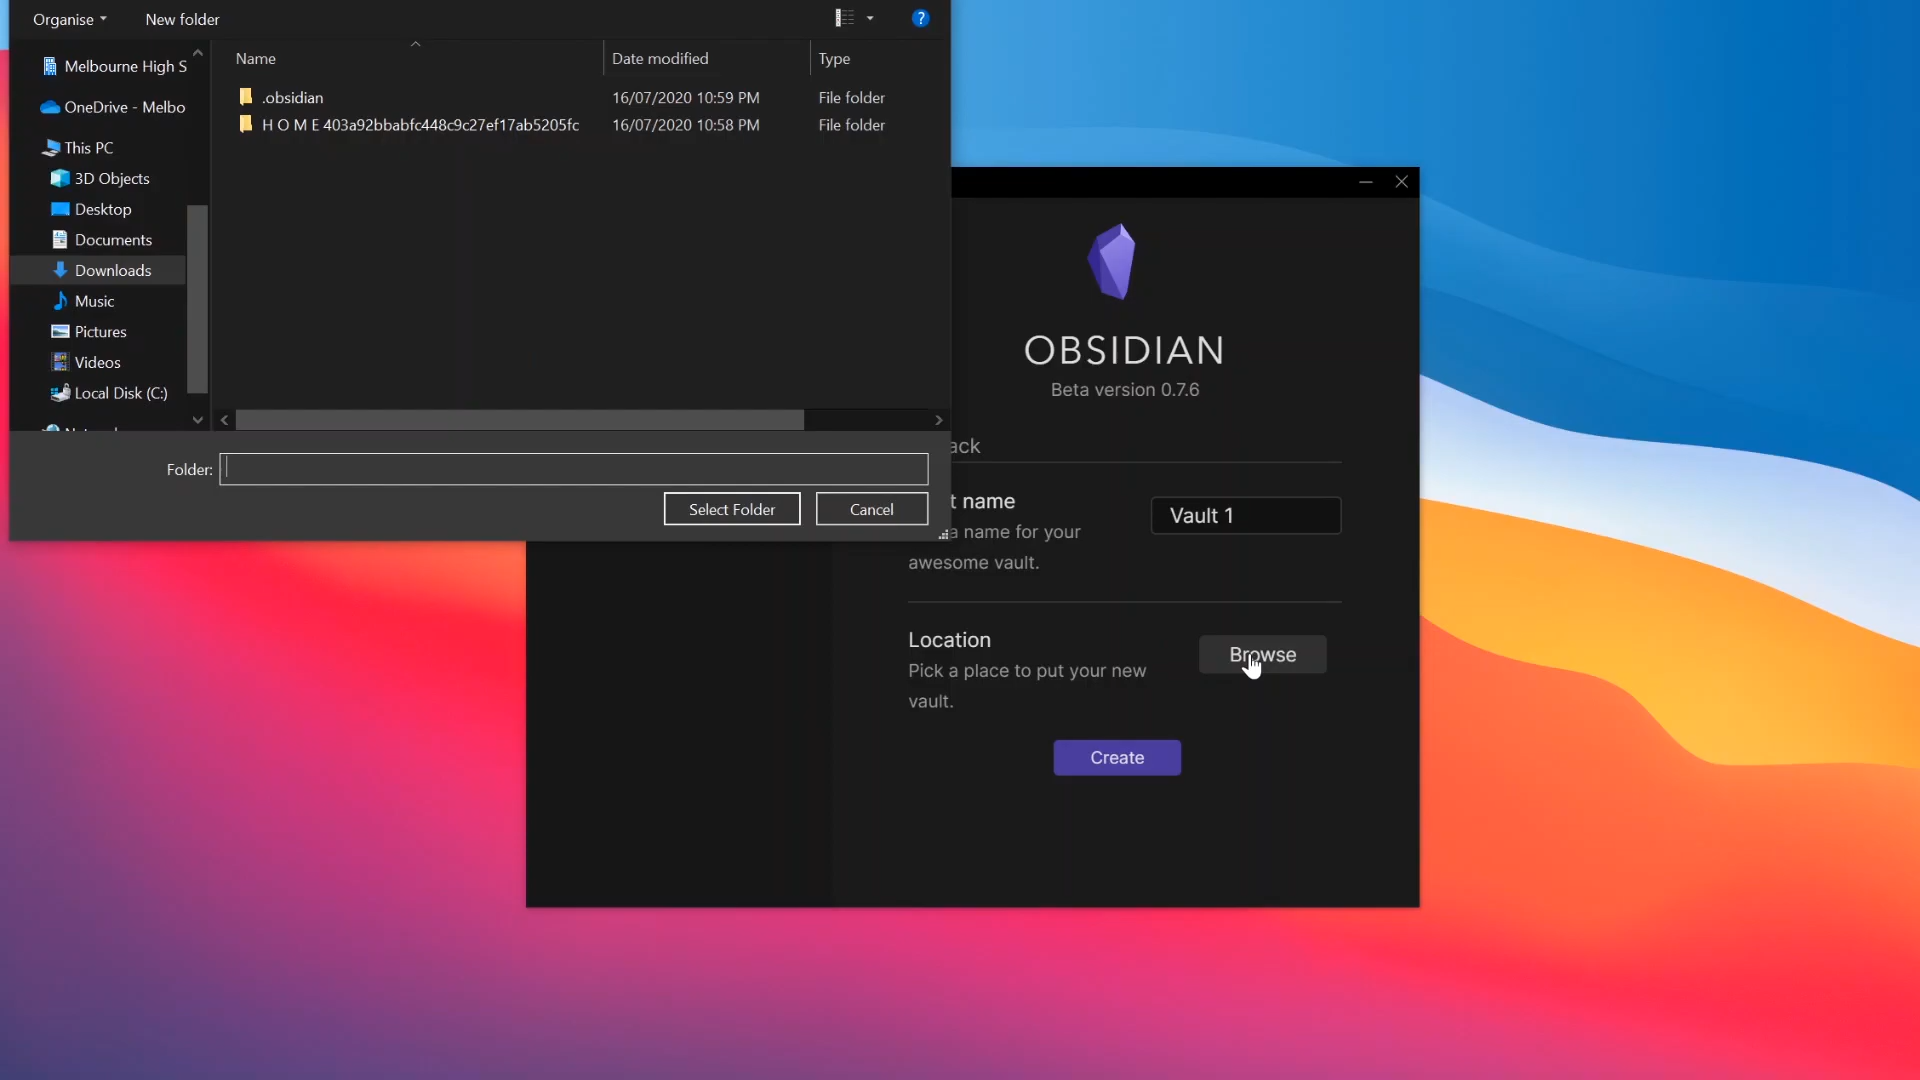 Organise New folder
Melbourne High S
OneDrive - Melbo
This PC
3D Objects
Desktop
Documents
Downloads
Music
Pictures
Videos
Local Disk (C:)
Name Date modified Type
.obsidian 16/07/2020 10:59 PM File folder
H O M E 403a92bbabfc448c9c27ef17ab5205fc 16/07/2020 10:58 PM File folder
Folder:
Select Folder Cancel
OBSIDIAN
Beta version 0.7.6
ack
t name
a name for your
awesome vault.
Vault 1
Location
Pick a place to put your new
vault.
Browse
Create